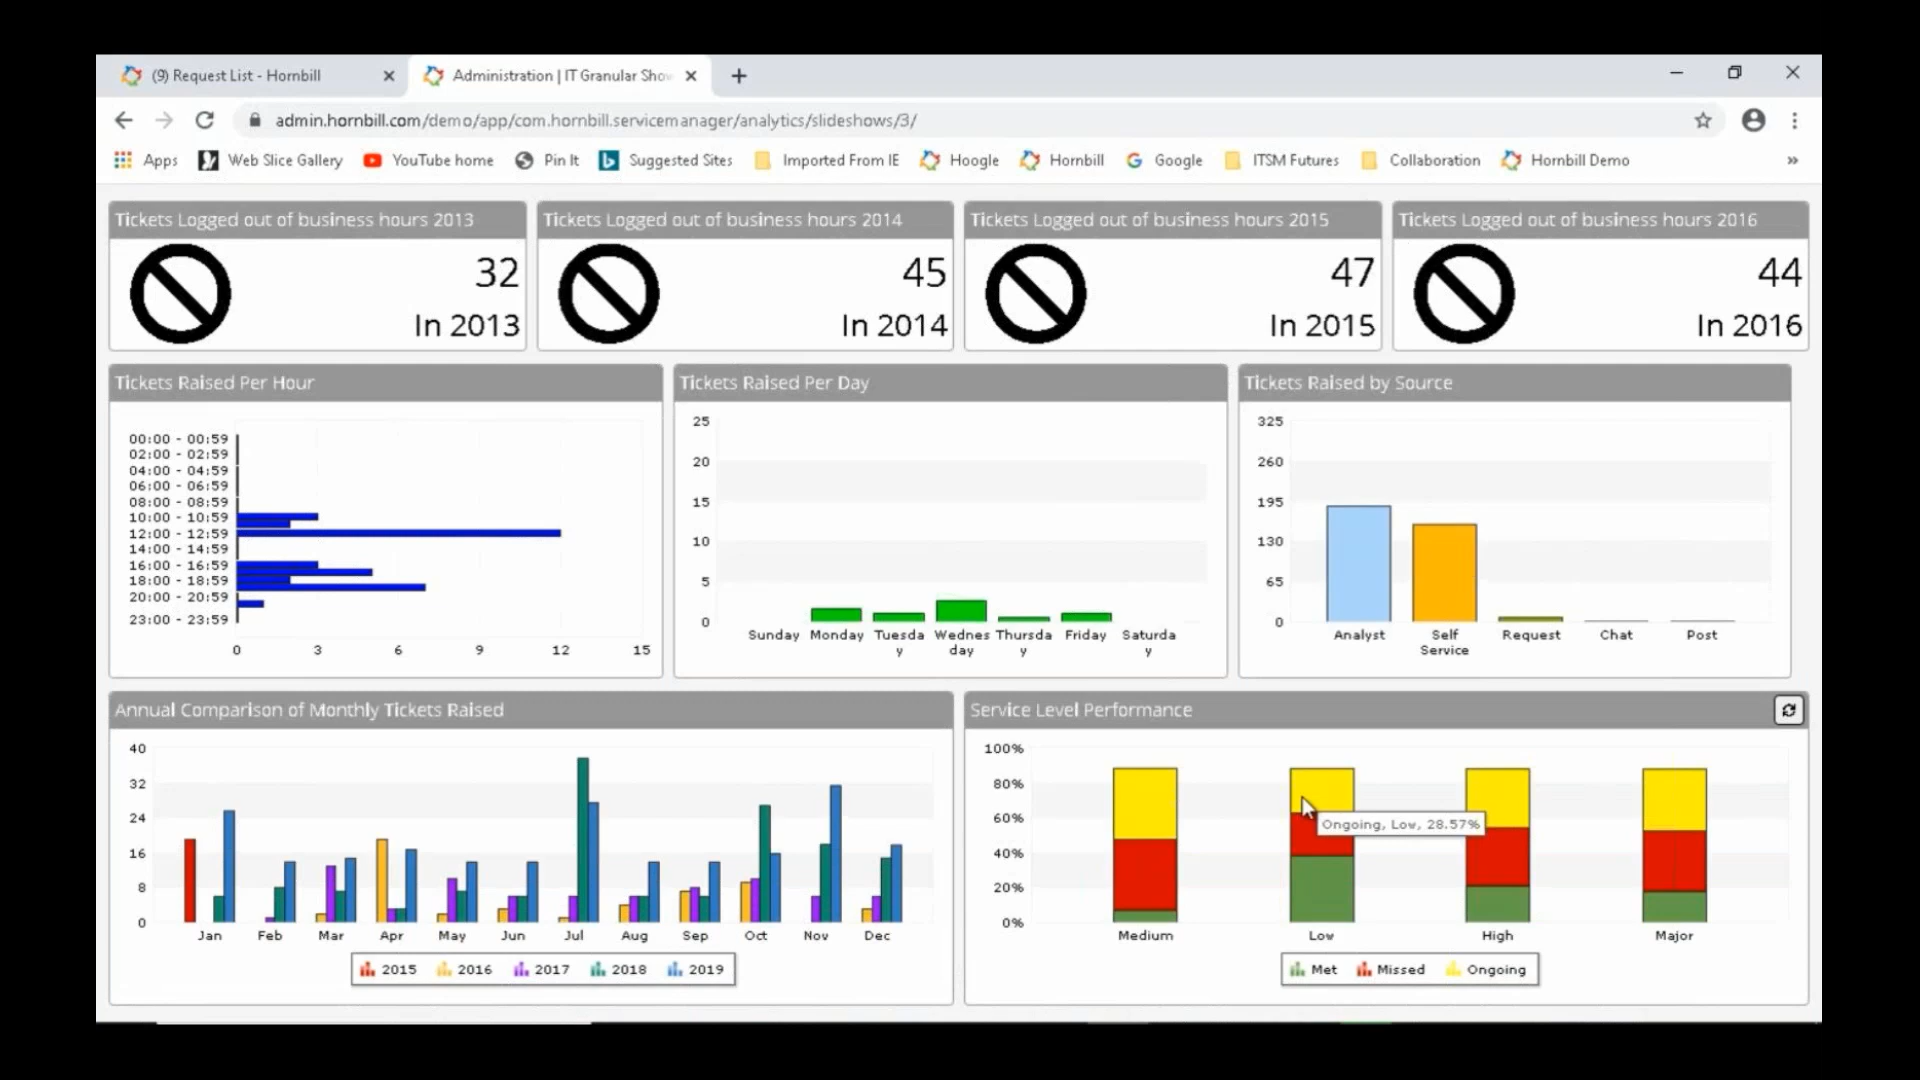 (9) Request List - Hornbill
Administration | IT Granular Show
admin.hornbill.com/demo/app/com.hornbill.servicemanager/analytics/slideshows/3/
Apps Web Slice Gallery YouTube home Pin It Suggested Sites Imported From IE Hoogle Hornbill Google ITSM Futures Collaboration Hornbill Demo »
Tickets Logged out of business hours 2013
32
In 2013
Tickets Logged out of business hours 2014
45
In 2014
Tickets Logged out of business hours 2015
47
In 2015
Tickets Logged out of business hours 2016
44
In 2016
Tickets Raised Per Hour
00:00 - 00:59
02:00 - 02:59
04:00 - 04:59
06:00 - 06:59
08:00 - 08:59
10:00 - 10:59
12:00 - 12:59
14:00 - 14:59
16:00 - 16:59
18:00 - 18:59
20:00 - 20:59
23:00 - 23:59
0 3 6 9 12 15
Tickets Raised Per Day
25
20
15
10
5
0
Sunday Monday Tuesda Wednes Thursda Friday Saturda
y day y y
Tickets Raised by Source
325
260
195
130
65
0
Analyst Self Request Chat Post
Service
Annual Comparison of Monthly Tickets Raised
40
32
24
16
8
0
Jan Feb Mar Apr May Jun Jul Aug Sep Oct Nov Dec
2015 2016 2017 2018 2019
Service Level Performance
100%
80%
60%
40%
20%
0%
Ongoing, Low, 28.57%
Medium Low High Major
Met Missed Ongoing